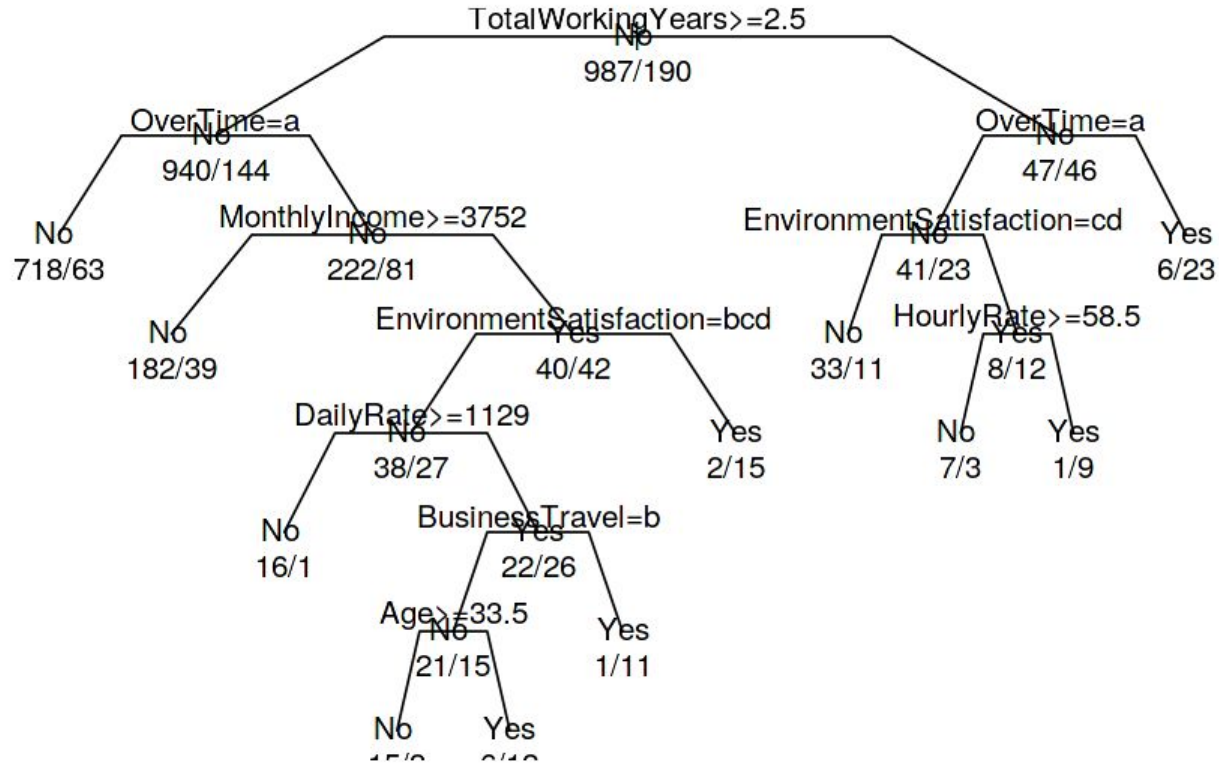 TotalWorkingYears>=2.5
No
987/190
OverTime=a
No
940/144
OverTime=a
No
47/46
No
718/63
MonthlyIncome>=3752
No
222/81
EnvironmentSatisfaction=cd
No
41/23
Yes
6/23
No
182/39
EnvironmentSatisfaction=bcd
Yes
40/42
No
33/11
HourlyRate>=58.5
Yes
8/12
DailyRate>=1129
No
38/27
Yes
2/15
No
7/3
Yes
1/9
No
16/1
BusinessTravel=b
Yes
22/26
Age>=33.5
No
21/15
Yes
1/11
No
Yes